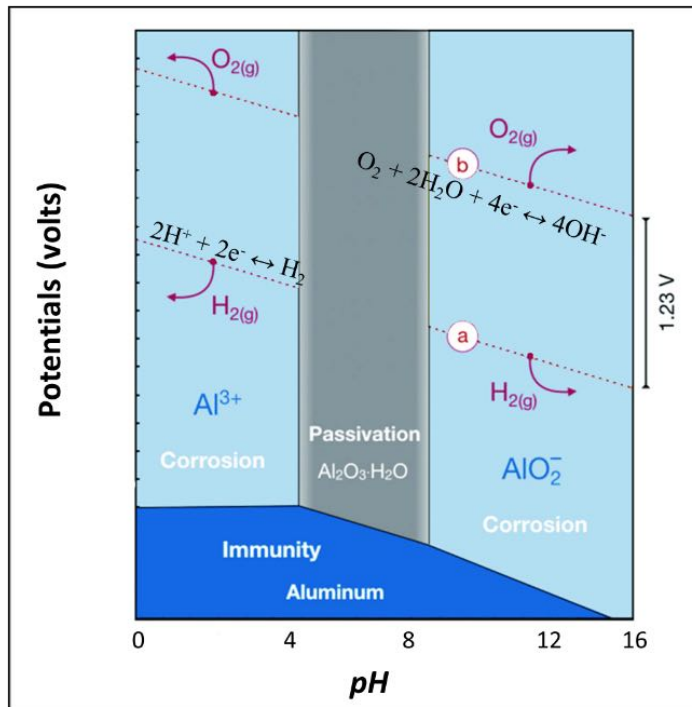 O₂(g)
O₂(g)
b
O₂ + 2H₂O + 4e⁻ ↔ 4OH⁻
2H⁺ + 2e⁻ ↔ H₂
H₂(g)
1.23 V
a
H₂(g)
Potentials (volts)
Al³⁺
Corrosion
Passivation
Al₂O₃·H₂O
AlO₂⁻
Corrosion
Immunity
Aluminum
0 4 8 12 16
pH